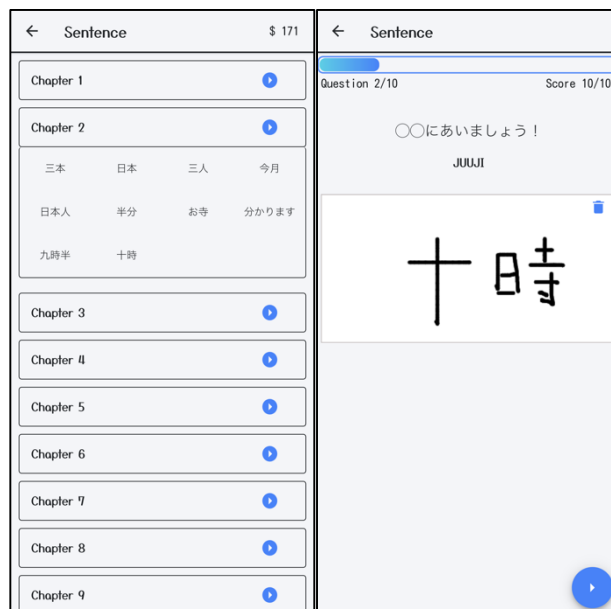 Sentence
$ 171
Chapter 1
Chapter 2
三本 日本 三人 今月
日本人 半分 お寺 分かります
九時半 十時
Chapter 3
Chapter 4
Chapter 5
Chapter 6
Chapter 7
Chapter 8
Chapter 9
Sentence
Question 2/10
Score 10/10
○○にあいましょう！
JUUJI
十時